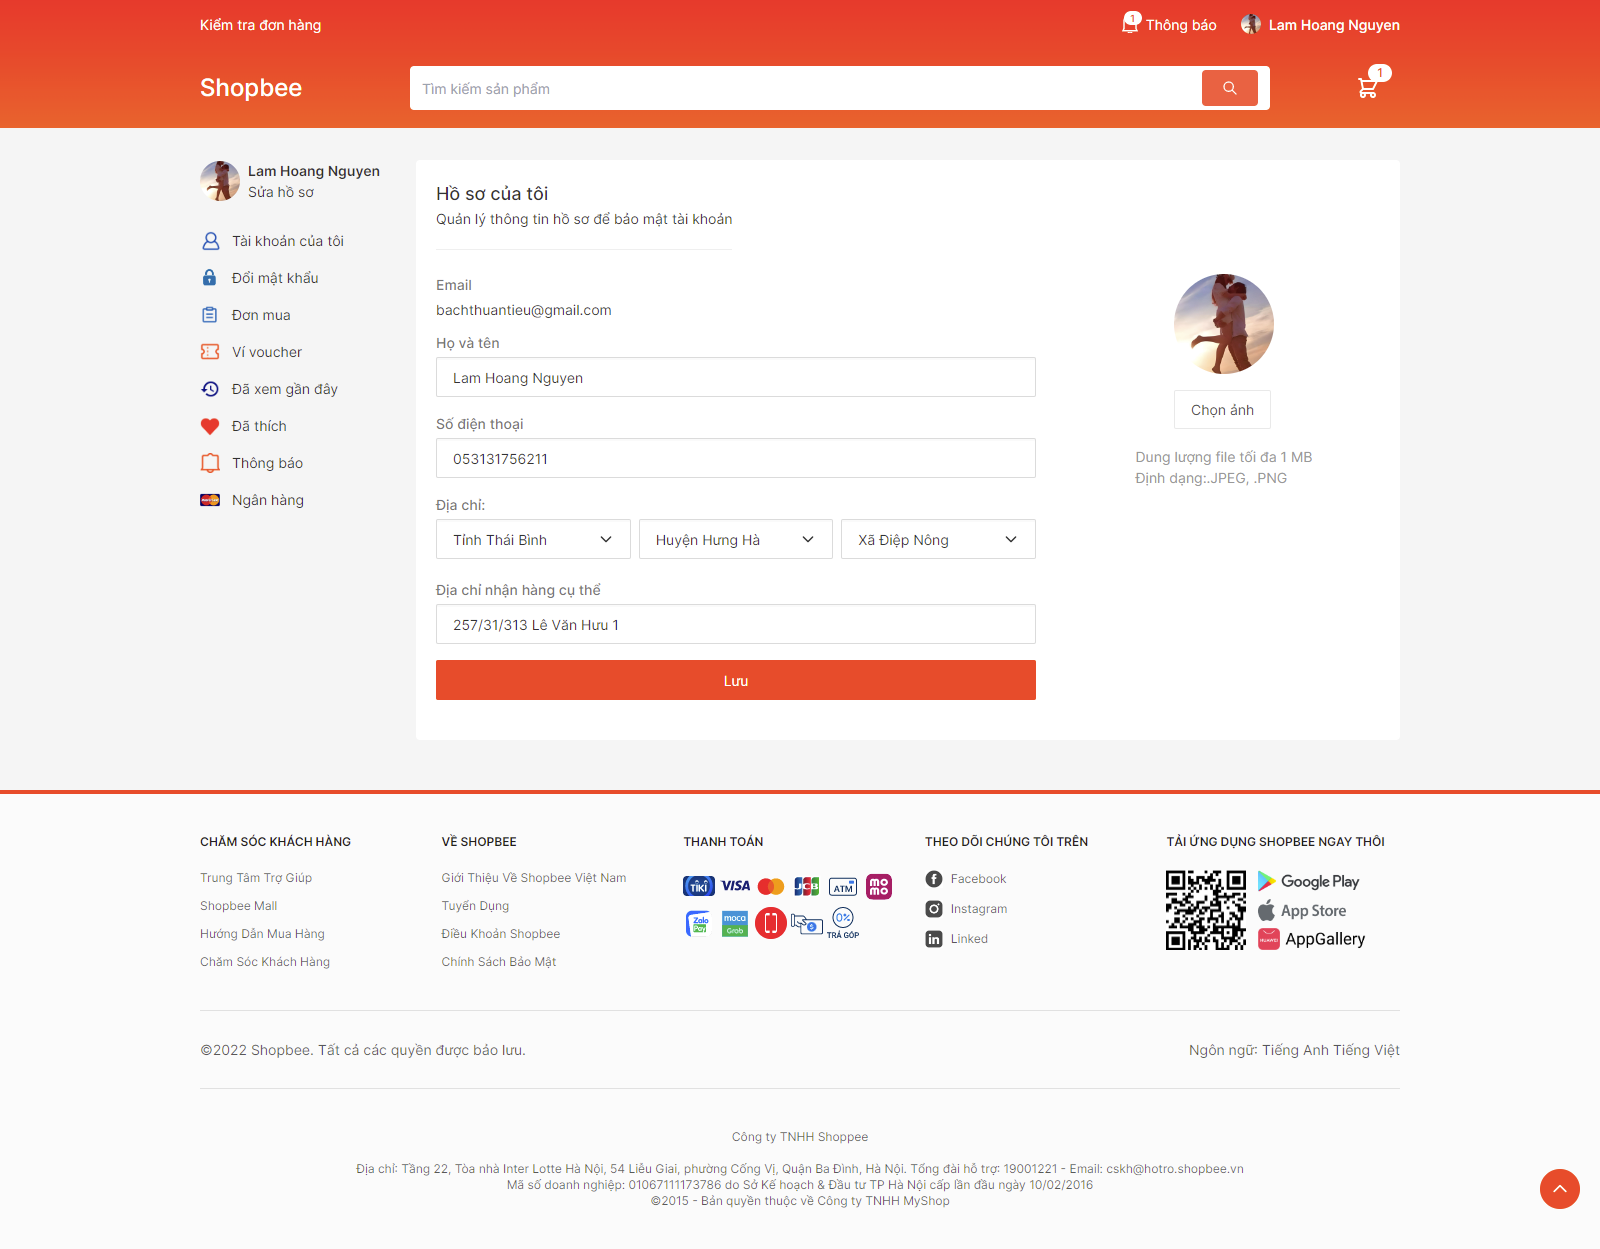 Kiểm tra đơn hàng
1
Thông báo
Lam Hoang Nguyen
Shopbee
Tìm kiếm sản phẩm
1
Lam Hoang Nguyen
Sửa hồ sơ
Tài khoản của tôi
Đổi mật khẩu
Đơn mua
Ví voucher
Đã xem gần đây
Đã thích
Thông báo
Ngân hàng
Hồ sơ của tôi
Quản lý thông tin hồ sơ để bảo mật tài khoản
Email
bachthuantieu@gmail.com
Họ và tên
Lam Hoang Nguyen
Số điện thoại
053131756211
Địa chỉ:
Tỉnh Thái Bình
Huyện Hưng Hà
Xã Điệp Nông
Địa chỉ nhận hàng cụ thể
257/31/313 Lê Văn Hưu 1
Lưu
Chọn ảnh
Dung lượng file tối đa 1 MB
Định dạng:.JPEG, .PNG
CHĂM SÓC KHÁCH HÀNG
Trung Tâm Trợ Giúp
Shopbee Mall
Hướng Dẫn Mua Hàng
Chăm Sóc Khách Hàng
VỀ SHOPBEE
Giới Thiệu Về Shopbee Việt Nam
Tuyển Dụng
Điều Khoản Shopbee
Chính Sách Bảo Mật
THANH TOÁN
TIKI
VISA
JCB
ATM
MOMO
Zalo Pay
moca Grab
0%
TRẢ GÓP
THEO DÕI CHÚNG TÔI TRÊN
Facebook
Instagram
Linked
TẢI ỨNG DỤNG SHOPBEE NGAY THÔI
Google Play
App Store
HUAWEI
AppGallery
©2022 Shopbee. Tất cả các quyền được bảo lưu.
Ngôn ngữ: Tiếng Anh Tiếng Việt
Công ty TNHH Shoppee
Địa chỉ: Tầng 22, Tòa nhà Inter Lotte Hà Nội, 54 Liễu Giai, phường Cống Vị, Quận Ba Đình, Hà Nội. Tổng đài hỗ trợ: 19001221 - Email: cskh@hotro.shopbee.vn
Mã số doanh nghiệp: 01067111173786 do Sở Kế hoạch & Đầu tư TP Hà Nội cấp lần đầu ngày 10/02/2016
©2015 - Bản quyền thuộc về Công ty TNHH MyShop